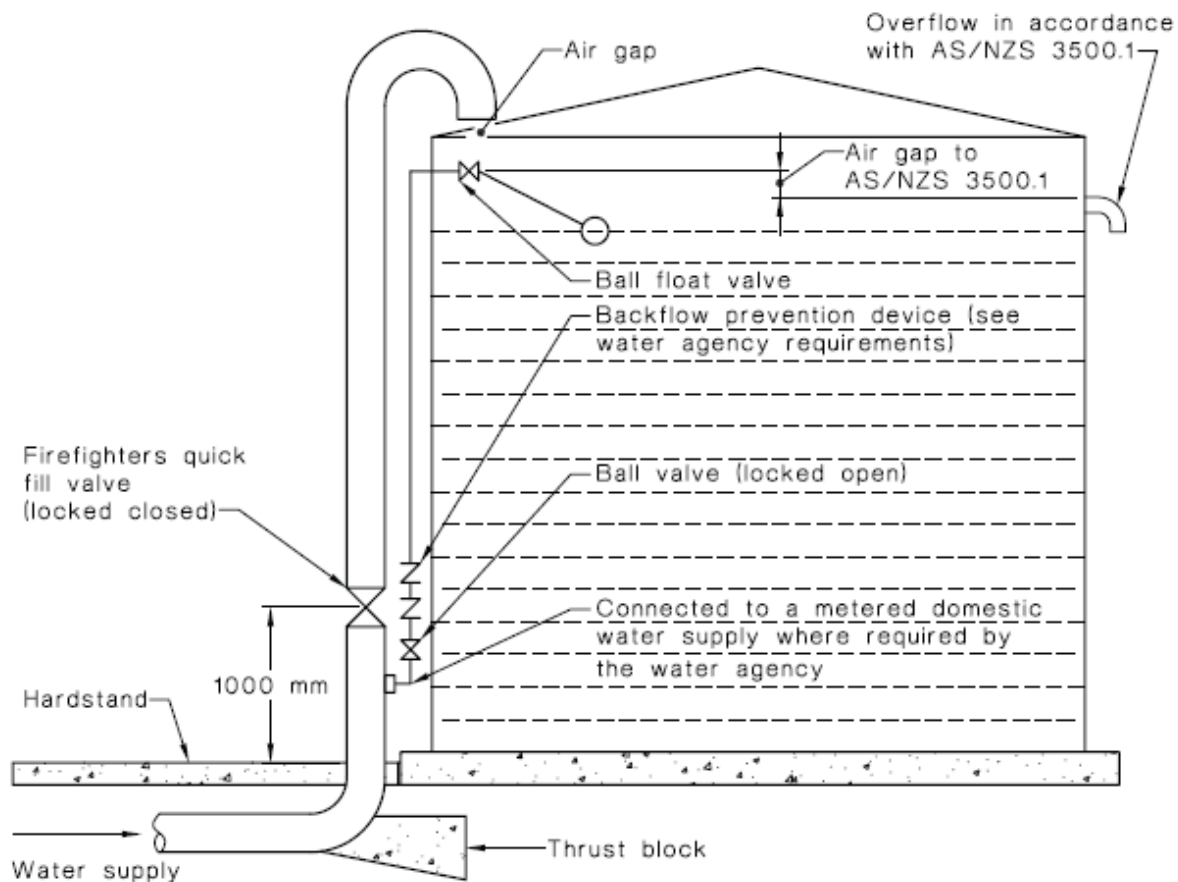 Overflow in accordance
with AS/NZS 3500.1
Air gap
Air gap to
AS/NZS 3500.1
Ball float valve
Backflow prevention device (see
water agency requirements)
Firefighters quick
fill valve
(locked closed)
Ball valve (locked open)
Connected to a metered domestic
water supply where required by
the water agency
1000 mm
Hardstand
Thrust block
Water supply